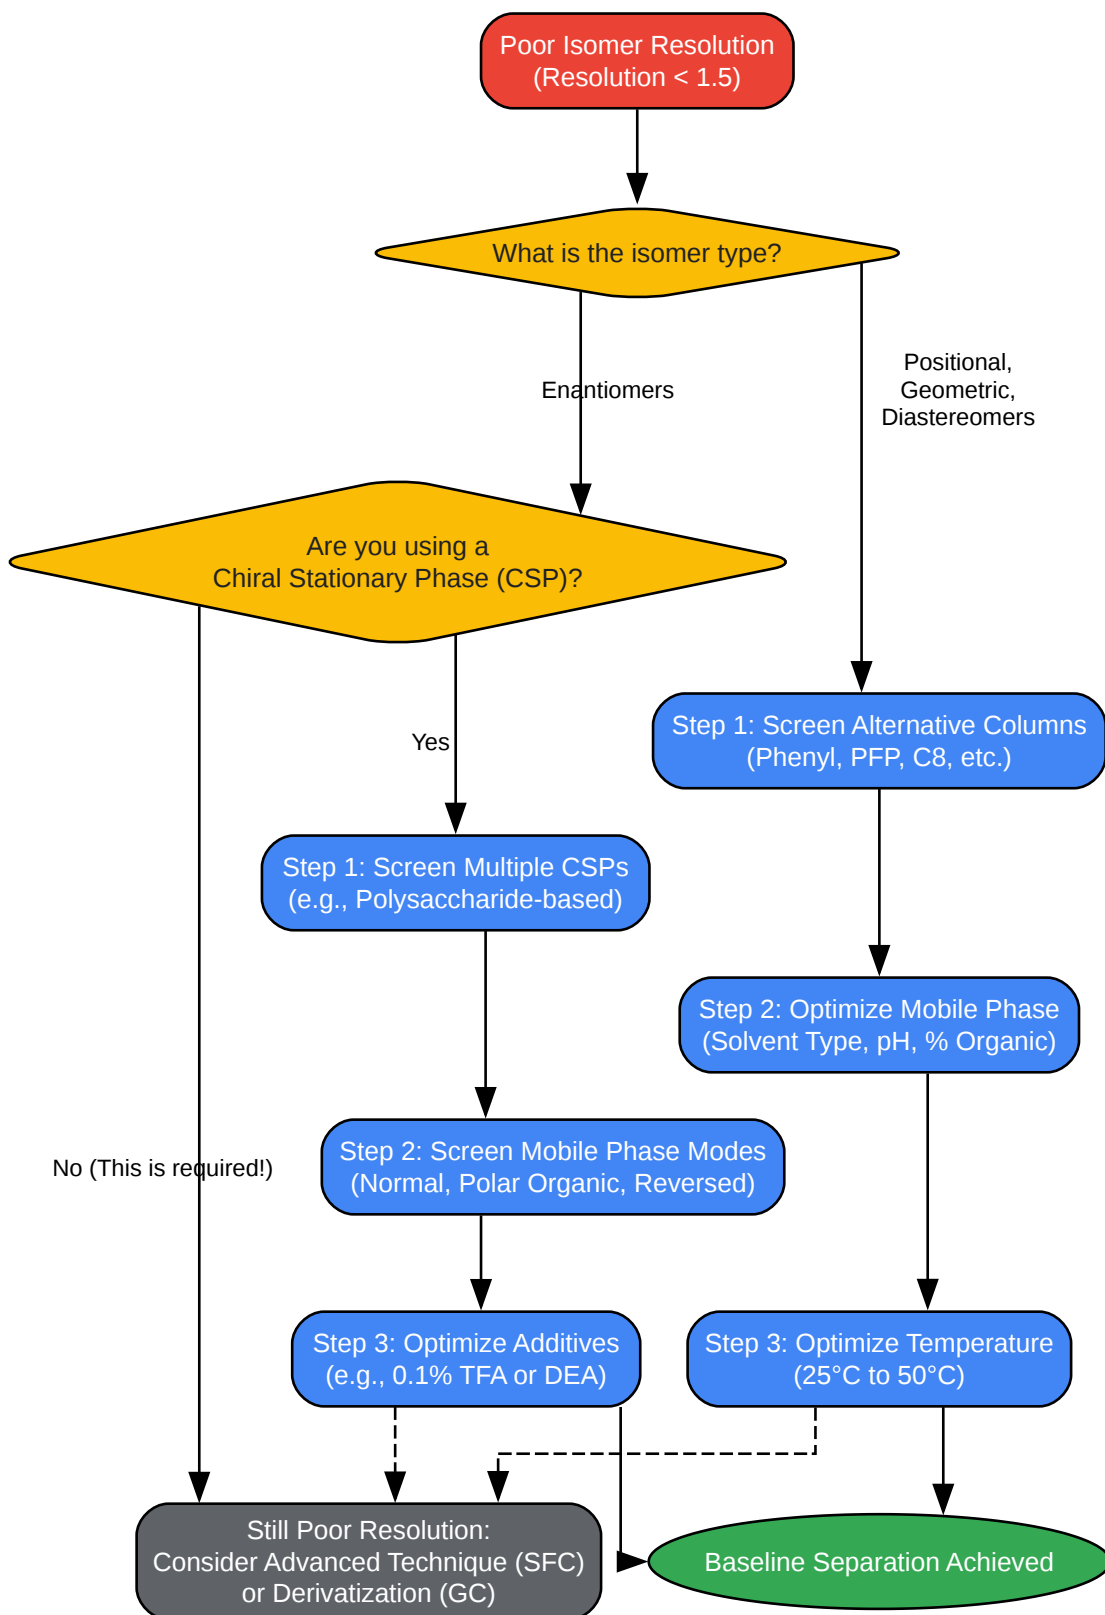 Poor Isomer Resolution
(Resolution < 1.5)
What is the isomer type?
Enantiomers
Positional,
Geometric,
Diastereomers
Are you using a
Chiral Stationary Phase (CSP)?
Yes
Step 1: Screen Alternative Columns
(Phenyl, PFP, C8, etc.)
Step 1: Screen Multiple CSPs
(e.g., Polysaccharide-based)
Step 2: Optimize Mobile Phase
(Solvent Type, pH, % Organic)
No (This is required!)
Step 2: Screen Mobile Phase Modes
(Normal, Polar Organic, Reversed)
Step 3: Optimize Additives
(e.g., 0.1% TFA or DEA)
Step 3: Optimize Temperature
(25°C to 50°C)
Still Poor Resolution:
Consider Advanced Technique (SFC)
or Derivatization (GC)
Baseline Separation Achieved